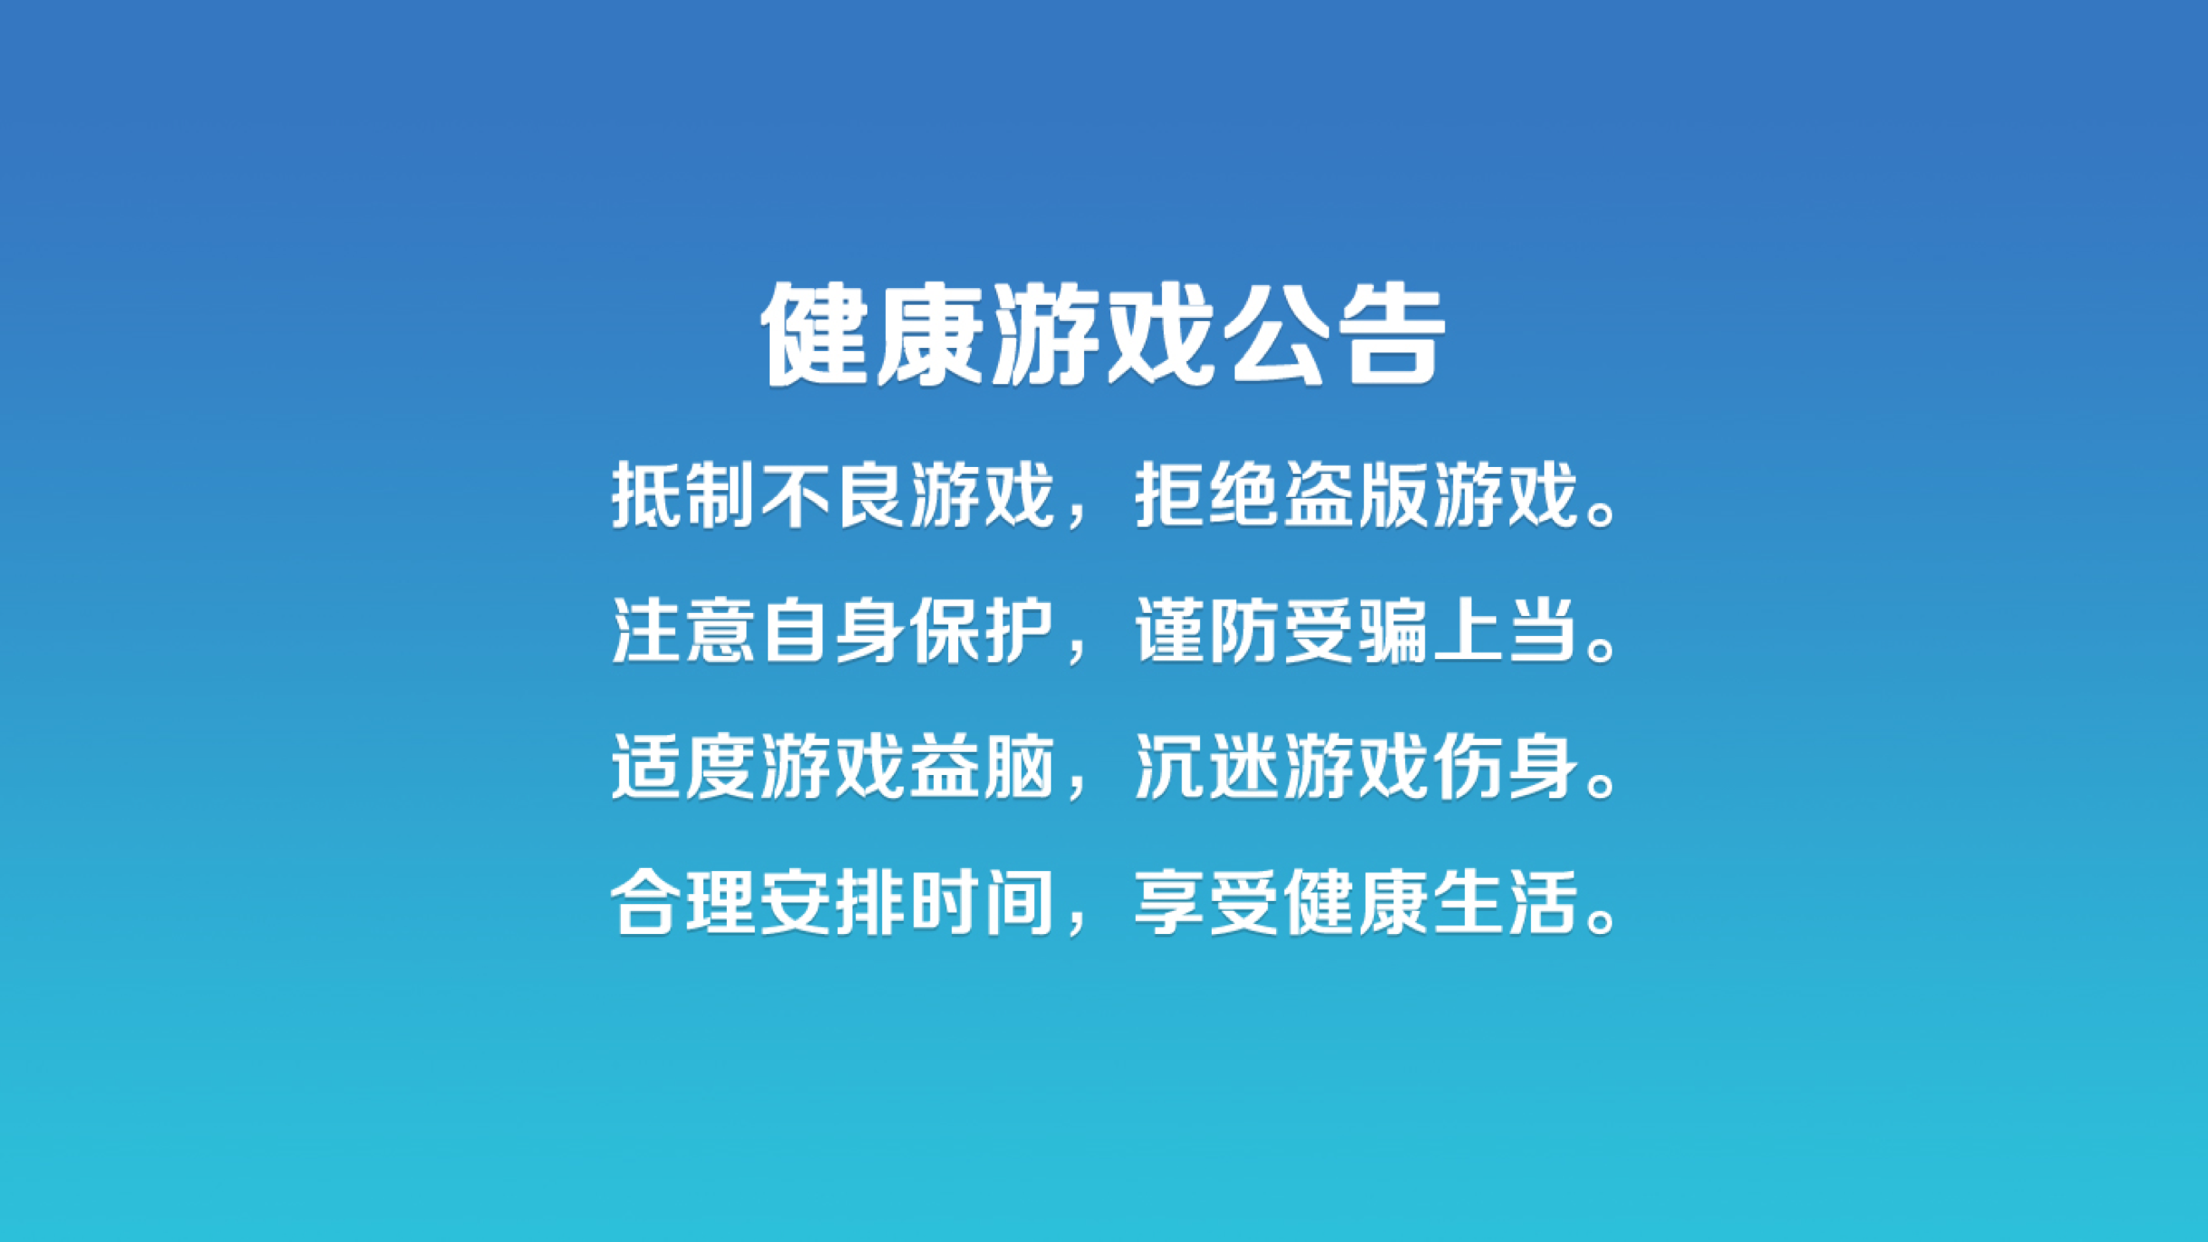 健康游戏公告
抵制不良游戏，拒绝盗版游戏。
注意自身保护，谨防受骗上当。
适度游戏益脑，沉迷游戏伤身。
合理安排时间，享受健康生活。